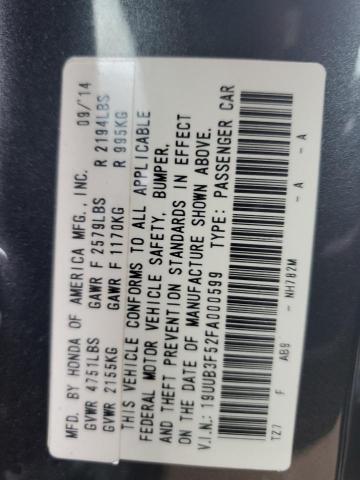 MFD. BY HONDA OF AMERICA MFG., INC. 09/'14
GVWR 4751LBS GAWR F 2579LBS R 2194LBS
GVWR 2155KG GAWR F 1170KG R 995KG
THIS VEHICLE CONFORMS TO ALL APPLICABLE
FEDERAL MOTOR VEHICLE SAFETY, BUMPER,
AND THEFT PREVENTION STANDARDS IN EFFECT
ON THE DATE OF MANUFACTURE SHOWN ABOVE.
V.I.N.: 19UUB3F52FA000599 TYPE: PASSENGER CAR
TZ7 F AB9 - NH782M - A - A